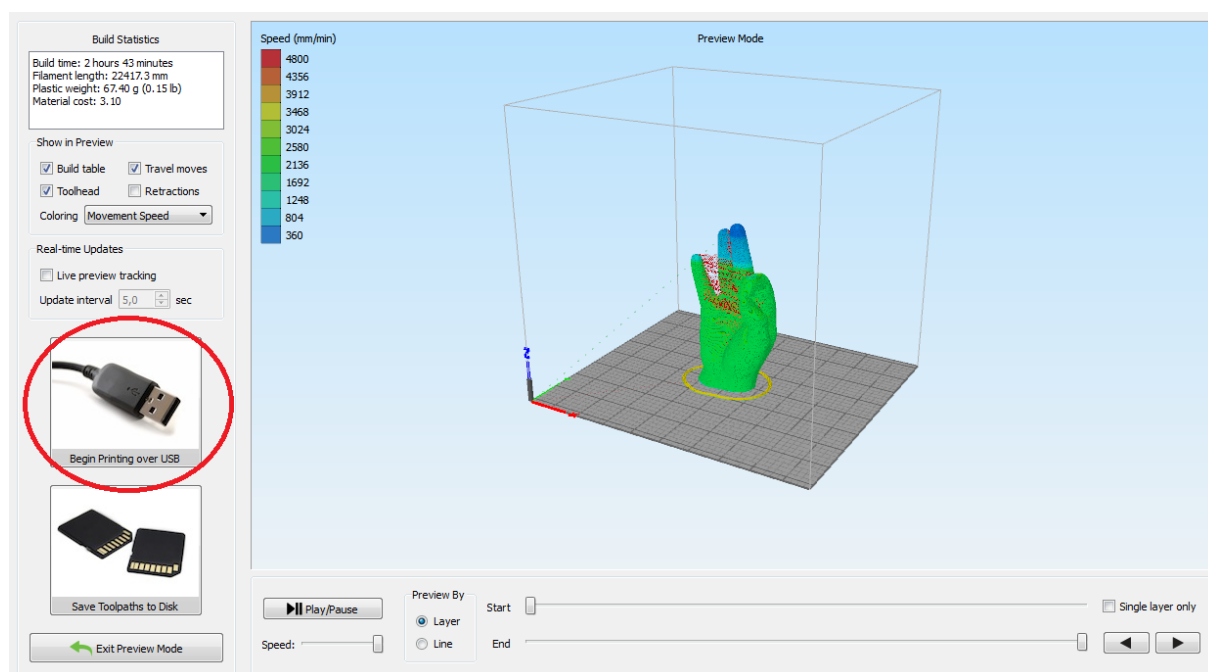 Build Statistics
Build time: 2 hours 43 minutes
Filament length: 22417.3 mm
Plastic weight: 67.40 g (0.15 lb)
Material cost: 3.10
Show in Preview
Build table
Travel moves
Toolhead
Retractions
Coloring Movement Speed
Real-time Updates
Live preview tracking
Update interval 5,0 sec
Begin Printing over USB
Save Toolpaths to Disk
Exit Preview Mode
Speed (mm/min)
4800
4356
3912
3468
3024
2580
2136
1692
1248
804
360
Preview Mode
Z
Play/Pause
Speed:
Preview By
Layer
Line
Start
End
Single layer only